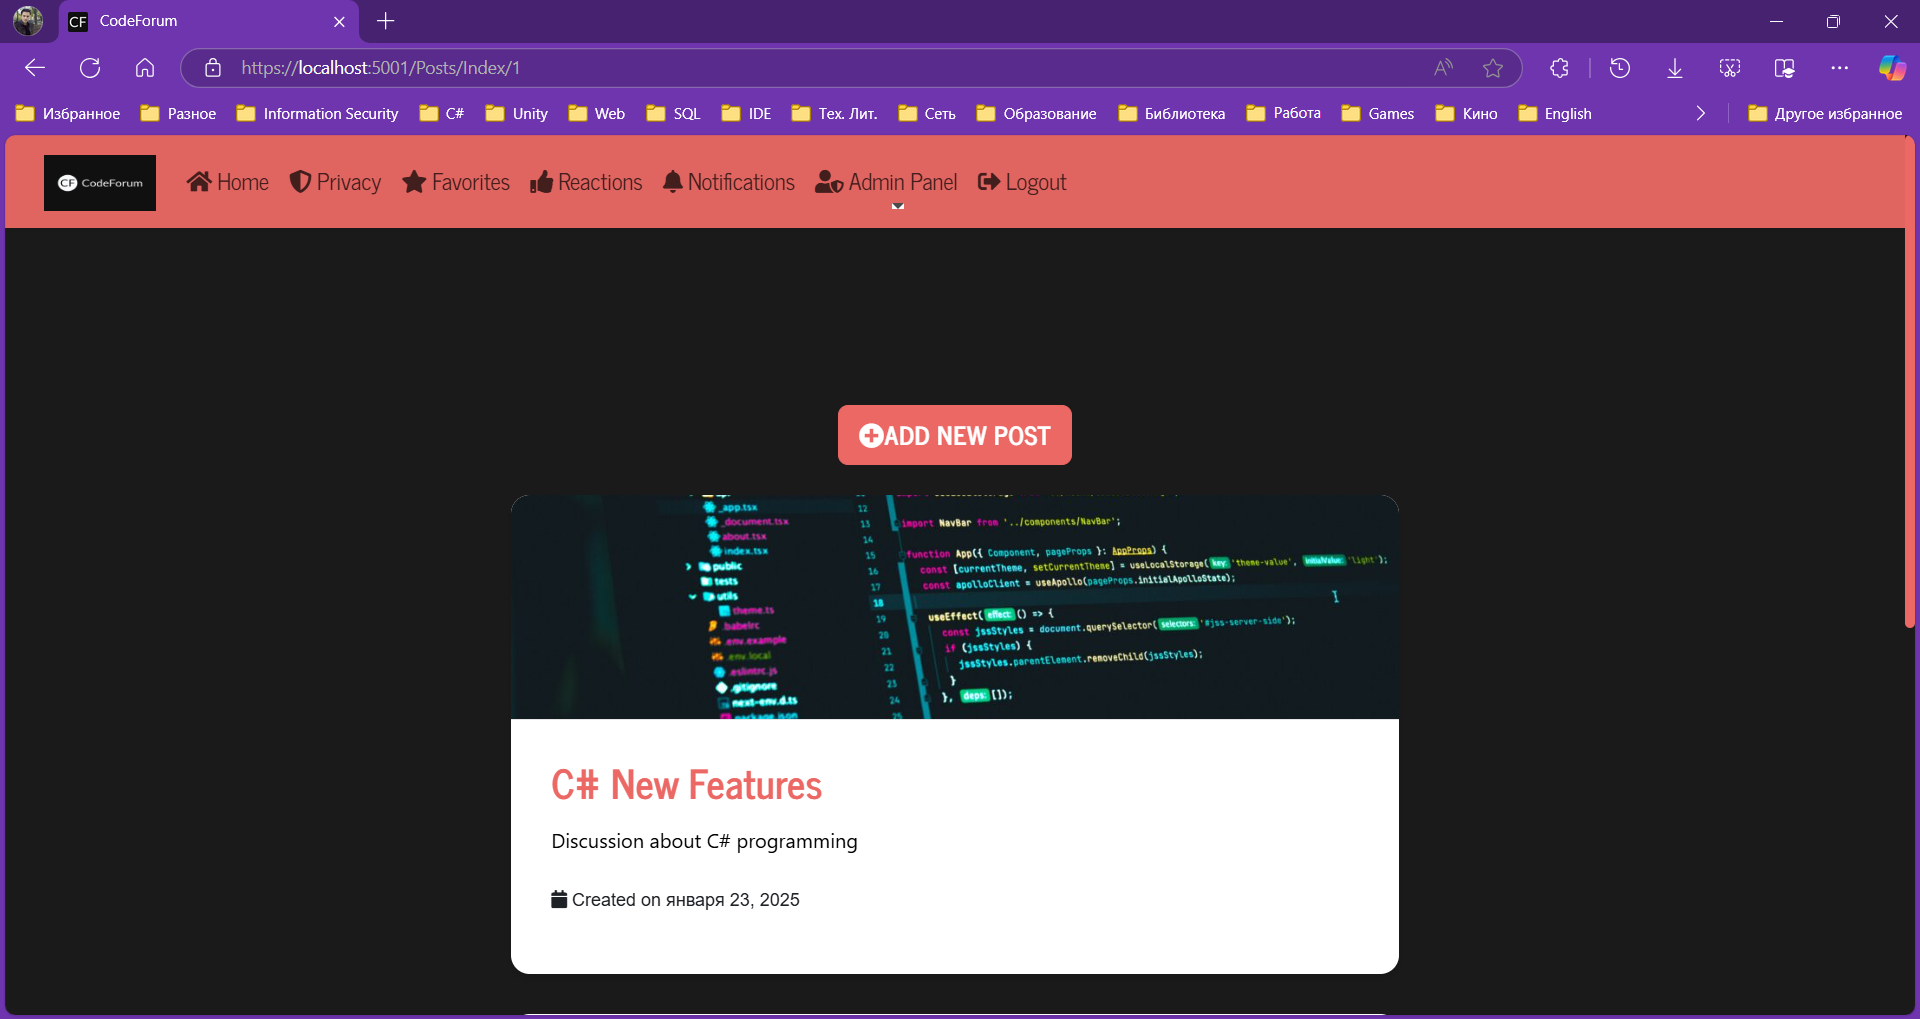 CF CodeForum
https://localhost:5001/Posts/Index/1
Избранное Разное Information Security C# Unity Web SQL IDE Тех. Лит. Сеть Образование Библиотека Работа Games Кино English Другое избранное
CF CodeForum Home Privacy Favorites Reactions Notifications Admin Panel Logout
ADD NEW POST
_app.tsx
_document.tsx
about.tsx
index.tsx
public
tests
utils
theme.ts
.babelrc
.env.example
.env.local
.eslintrc.js
.gitignore
next-env.d.ts
package.json
12
13 import NavBar from '../components/NavBar';
14
15 function App({ Component, pageProps }: AppProps) {
16 const [currentTheme, setCurrentTheme] = useLocalStorage( key: 'theme-value', initialValue: 'light');
17 const apolloClient = useApollo(pageProps.initialApolloState);
18
19 useEffect( effect: () => {
20 const jssStyles = document.querySelector( selectors: '#jss-server-side');
21 if (jssStyles) {
22 jssStyles.parentElement.removeChild(jssStyles);
23 }
24 }, deps: []);
25
C# New Features
Discussion about C# programming
Created on января 23, 2025